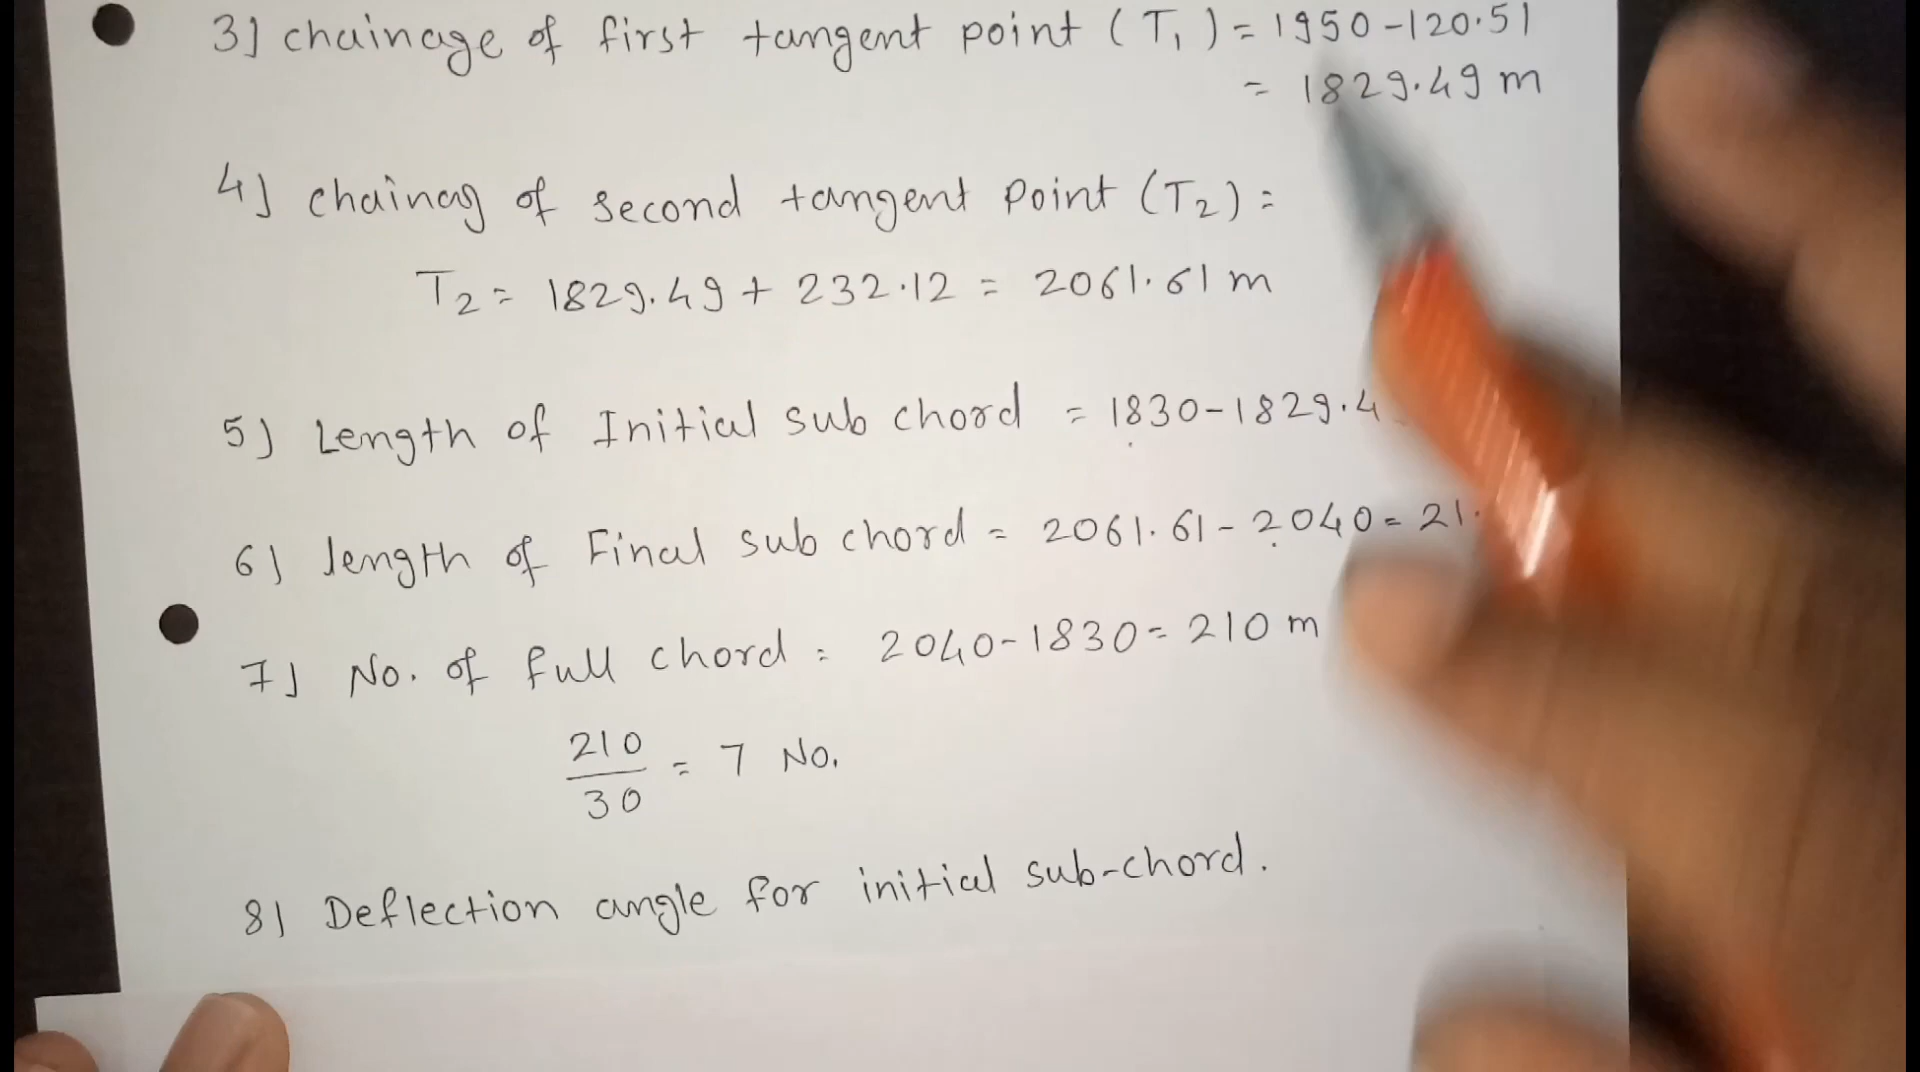 3] chainage of first tangent point (T₁) = 1950 - 120.51
= 1829.49 m
4] chainag of second tangent point (T₂) =
T₂ = 1829.49 + 232.12 = 2061.61 m
5] Length of Initial sub chord = 1830 - 1829.4
6] length of Final sub chord = 2061.61 - 2040 = 21.
7] No. of full chord = 2040 - 1830 = 210 m
210
30
= 7 No.
8] Deflection angle for initial sub-chord.